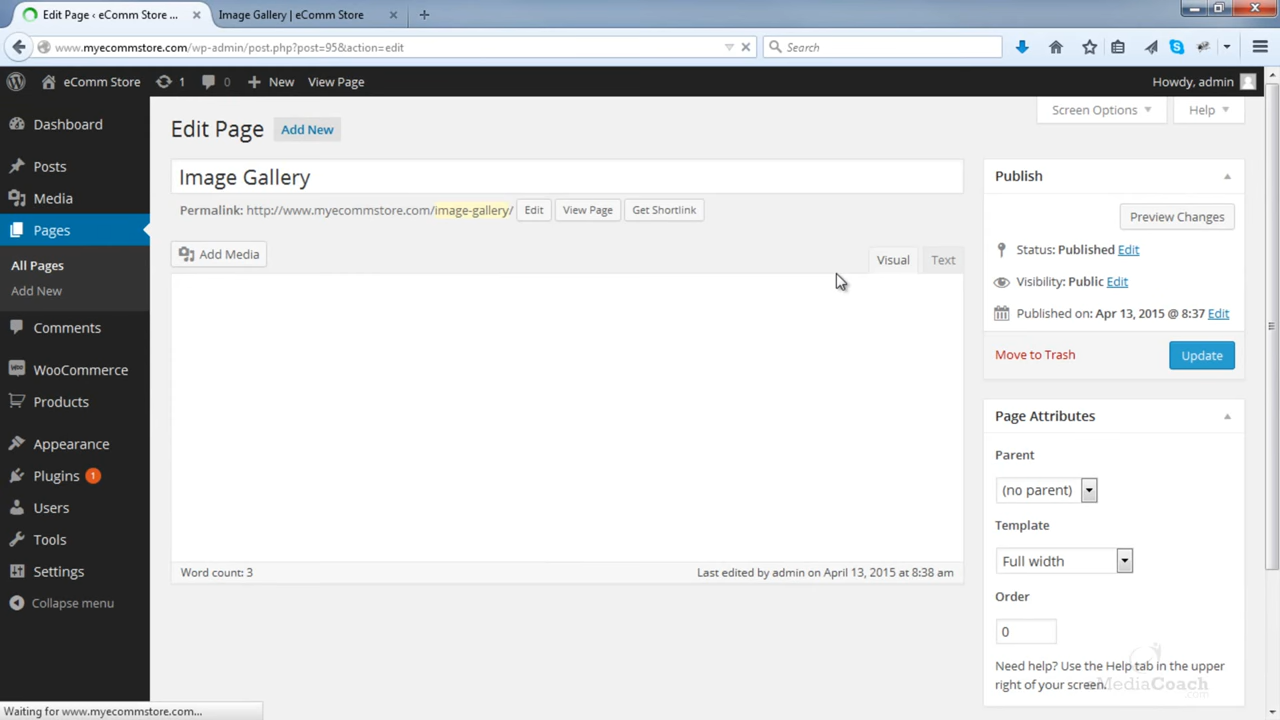 Edit Page ‹ eComm Store ... ×
Image Gallery | eComm Store ×
www.myecommstore.com/wp-admin/post.php?post=95&action=edit
Search
eComm Store
1
0
New
View Page
Howdy, admin
Dashboard
Posts
Media
Pages
All Pages
Add New
Comments
WooCommerce
Products
Appearance
Plugins 1
Users
Tools
Settings
Collapse menu
Screen Options
Help
Edit Page
Add New
Image Gallery
Permalink: http://www.myecommstore.com/image-gallery/
Edit
View Page
Get Shortlink
Add Media
Visual
Text
Word count: 3
Last edited by admin on April 13, 2015 at 8:38 am
Publish
Preview Changes
Status: Published Edit
Visibility: Public Edit
Published on: Apr 13, 2015 @ 8:37 Edit
Move to Trash
Update
Page Attributes
Parent
(no parent)
Template
Full width
Order
0
Need help? Use the Help tab in the upper
right of your screen.
eMediaCoach
.com
Waiting for www.myecommstore.com...